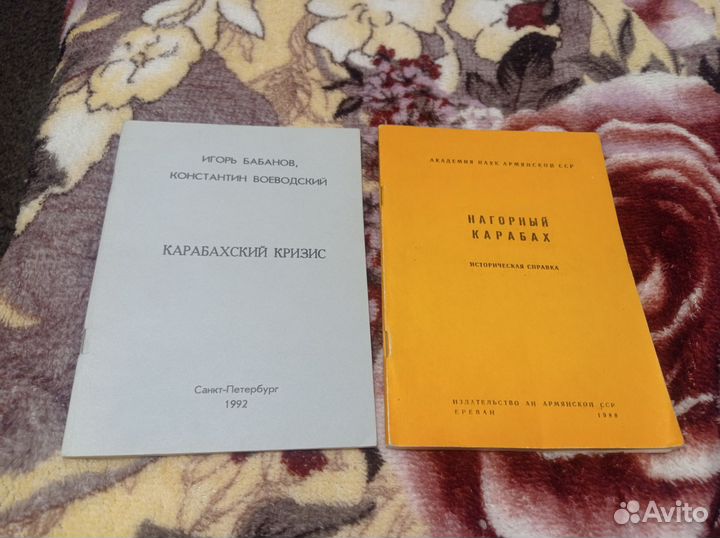 ИГОРЬ БАБАНОВ,
КОНСТАНТИН ВОЕВОДСКИЙ
КАРАБАХСКИЙ КРИЗИС
Санкт-Петербург
1992
АКАДЕМИЯ НАУК АРМЯНСКОЙ ССР
НАГОРНЫЙ
КАРАБАХ
ИСТОРИЧЕСКАЯ СПРАВКА
ИЗДАТЕЛЬСТВО АН АРМЯНСКОЙ ССР
ЕРЕВАН 1988
Avito